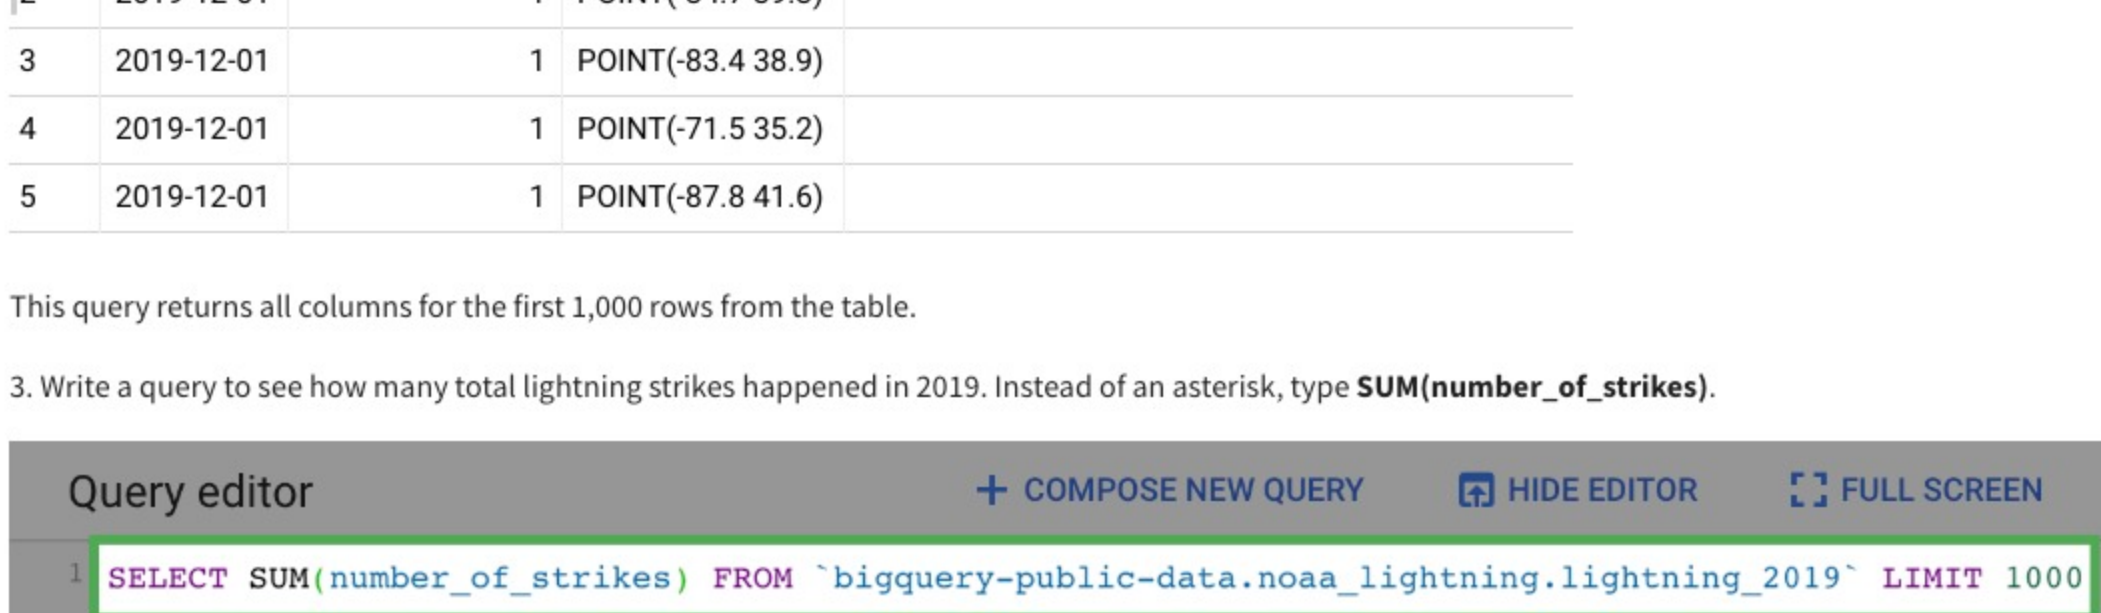 3 2019-12-01 1 POINT(-83.4 38.9)
4 2019-12-01 1 POINT(-71.5 35.2)
5 2019-12-01 1 POINT(-87.8 41.6)
This query returns all columns for the first 1,000 rows from the table.
3. Write a query to see how many total lightning strikes happened in 2019. Instead of an asterisk, type SUM(number_of_strikes).
Query editor + COMPOSE NEW QUERY HIDE EDITOR FULL SCREEN
1 SELECT SUM(number_of_strikes) FROM `bigquery-public-data.noaa_lightning.lightning_2019` LIMIT 1000